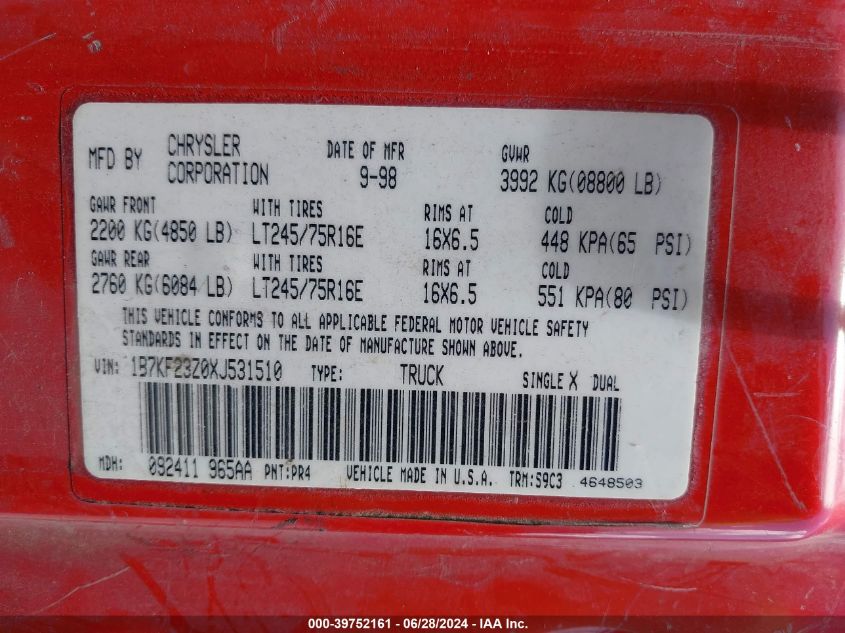 MFD BY CHRYSLER CORPORATION DATE OF MFR 9-98 GVWR 3992 KG(08800 LB)
GAWR FRONT WITH TIRES RIMS AT COLD
2200 KG(4850 LB) LT245/75R16E 16X6.5 448 KPA(65 PSI)
GAWR REAR WITH TIRES RIMS AT COLD
2760 KG(6084 LB) LT245/75R16E 16X6.5 551 KPA(80 PSI)
THIS VEHICLE CONFORMS TO ALL APPLICABLE FEDERAL MOTOR VEHICLE SAFETY
STANDARDS IN EFFECT ON THE DATE OF MANUFACTURE SHOWN ABOVE.
VIN: 1B7KF23Z0XJ531510 TYPE: TRUCK SINGLE X DUAL
MDH: 092411 965AA PNT:PR4 VEHICLE MADE IN U.S.A. TRM:S9C3 4648503
000-39752161 - 06/28/2024 - IAA Inc.